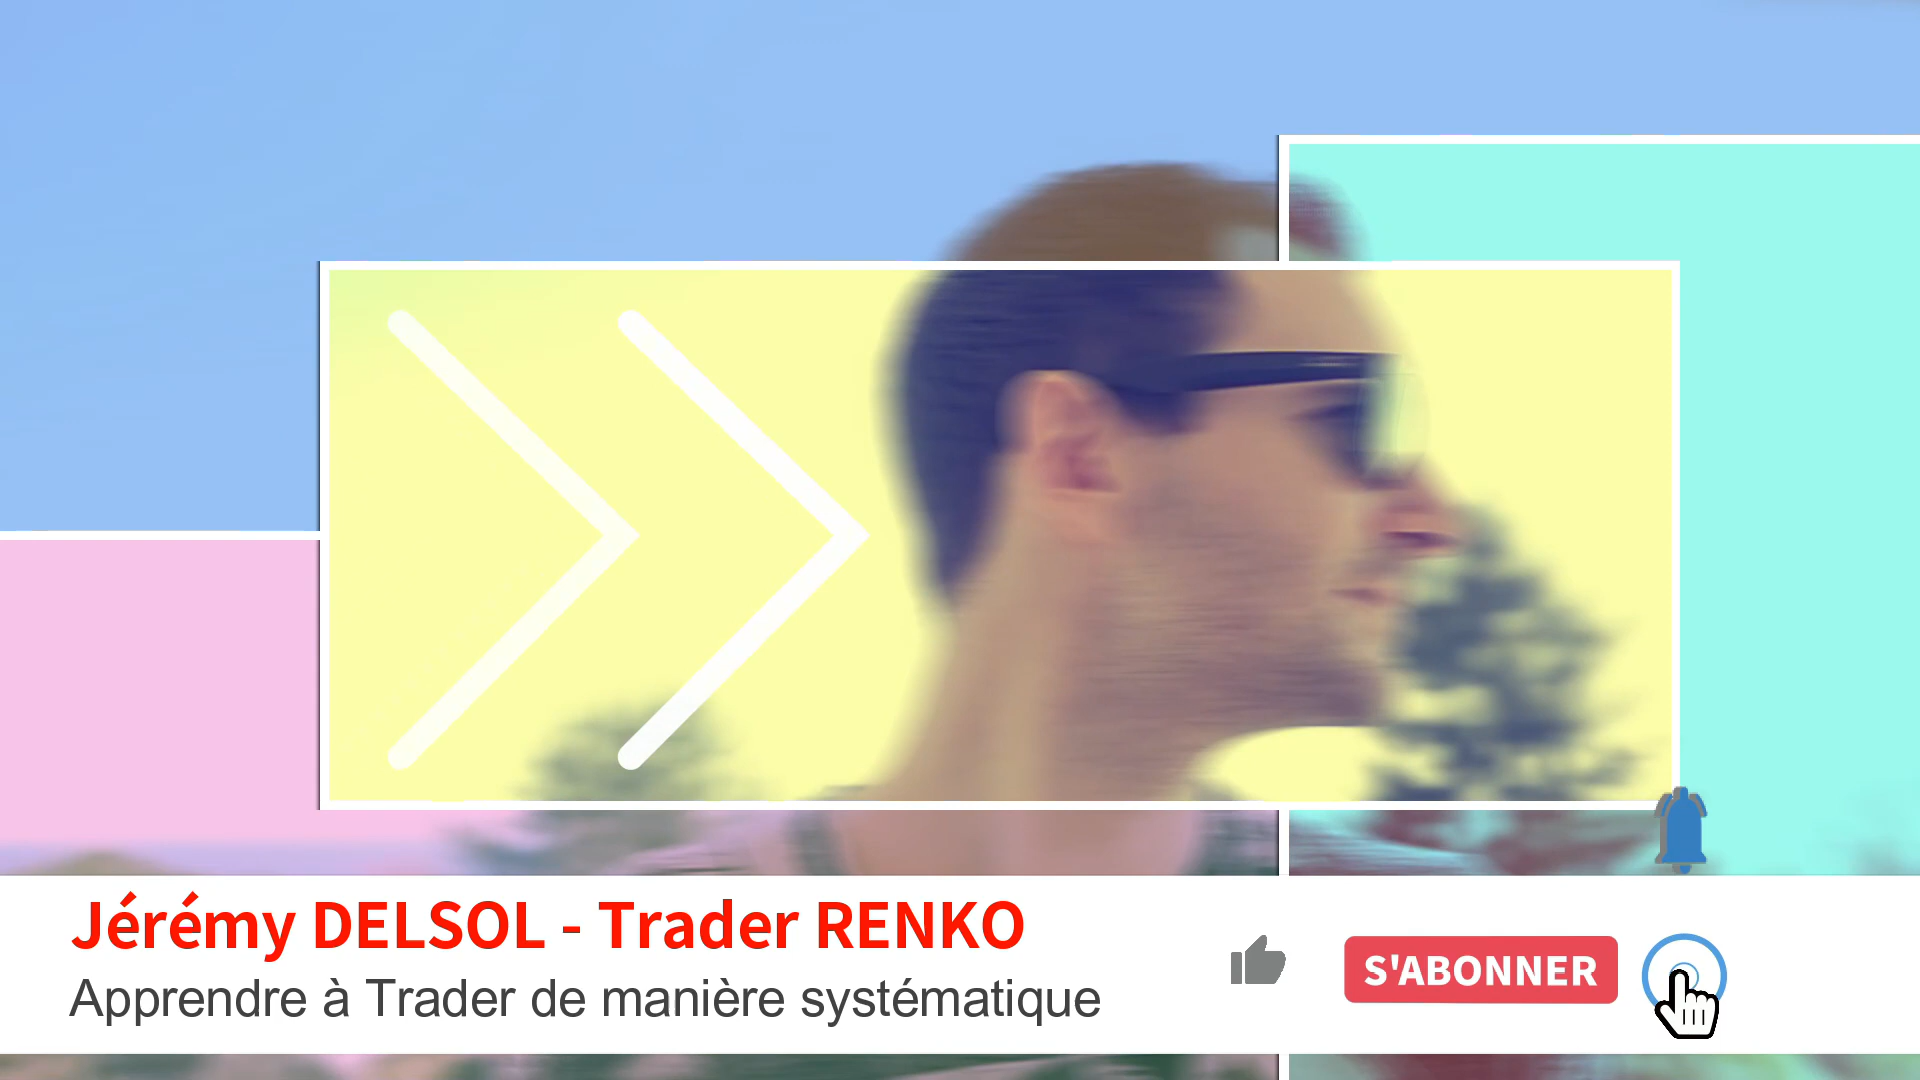 Jérémy DELSOL - Trader RENKO
Apprendre à Trader de manière systématique
S'ABONNER